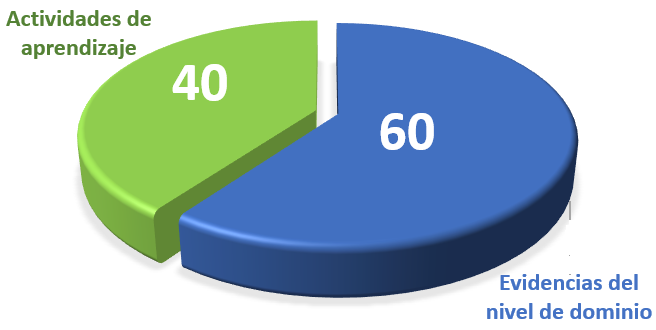 Actividades de
aprendizaje
40
60
Evidencias del
nivel de dominio